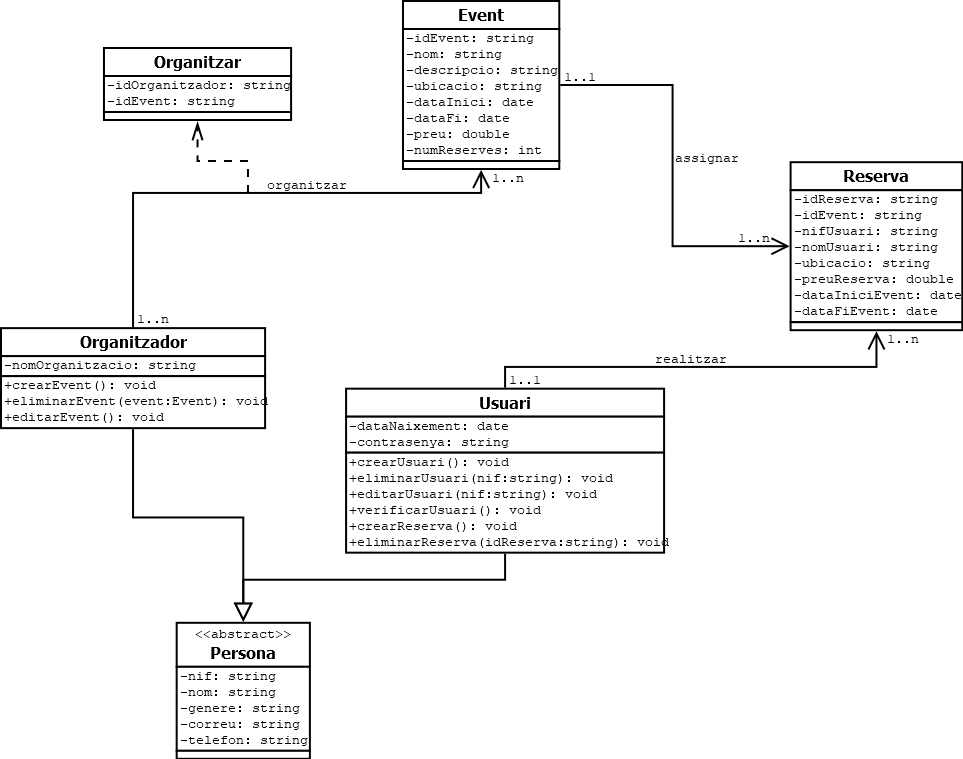 Event
-idEvent: string
-nom: string
-descripcio: string
-ubicacio: string
-dataInici: date
-dataFi: date
-preu: double
-numReserves: int
Organitzar
-idOrganitzador: string
-idEvent: string
1..1
assignar
1..n
organitzar
1..n
Reserva
-idReserva: string
-idEvent: string
-nifUsuari: string
-nomUsuari: string
-ubicacio: string
-preuReserva: double
-dataIniciEvent: date
-dataFiEvent: date
1..n
1..n
Organitzador
-nomOrganitzacio: string
+crearEvent(): void
+eliminarEvent(event:Event): void
+editarEvent(): void
realitzar
1..1
Usuari
-dataNaixement: date
-contrasenya: string
+crearUsuari(): void
+eliminarUsuari(nif:string): void
+editarUsuari(nif:string): void
+verificarUsuari(): void
+crearReserva(): void
+eliminarReserva(idReserva:string): void
<<abstract>>
Persona
-nif: string
-nom: string
-genere: string
-correu: string
-telefon: string